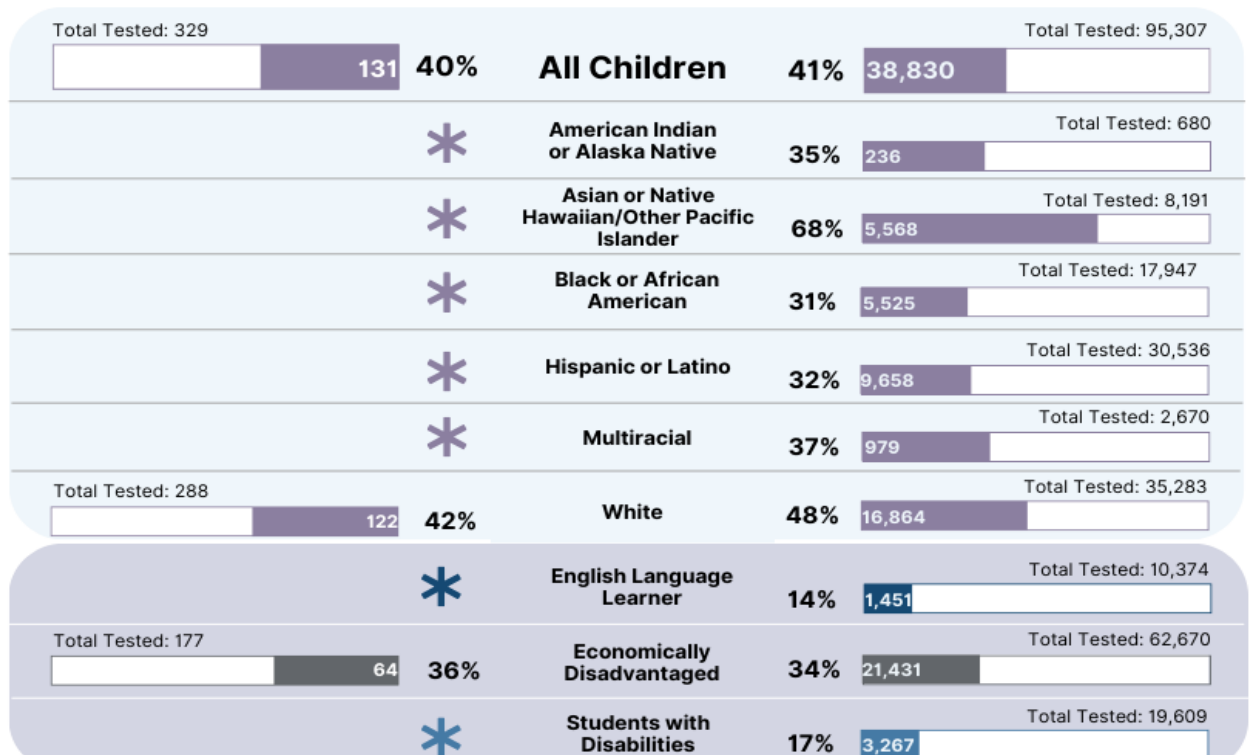 Total Tested: 329
Total Tested: 95,307
131 40% All Children 41% 38,830
American Indian
or Alaska Native
Total Tested: 680
35% 236
Asian or Native
Hawaiian/Other Pacific
Islander
Total Tested: 8,191
68% 5,568
Black or African
American
Total Tested: 17,947
31% 5,525
Hispanic or Latino
Total Tested: 30,536
32% 9,658
Multiracial
Total Tested: 2,670
37% 979
Total Tested: 288
Total Tested: 35,283
122 42% White 48% 16,864
English Language
Learner
Total Tested: 10,374
14% 1,451
Total Tested: 177
Total Tested: 62,670
64 36% Economically
Disadvantaged 34% 21,431
Students with
Disabilities
Total Tested: 19,609
17% 3,267